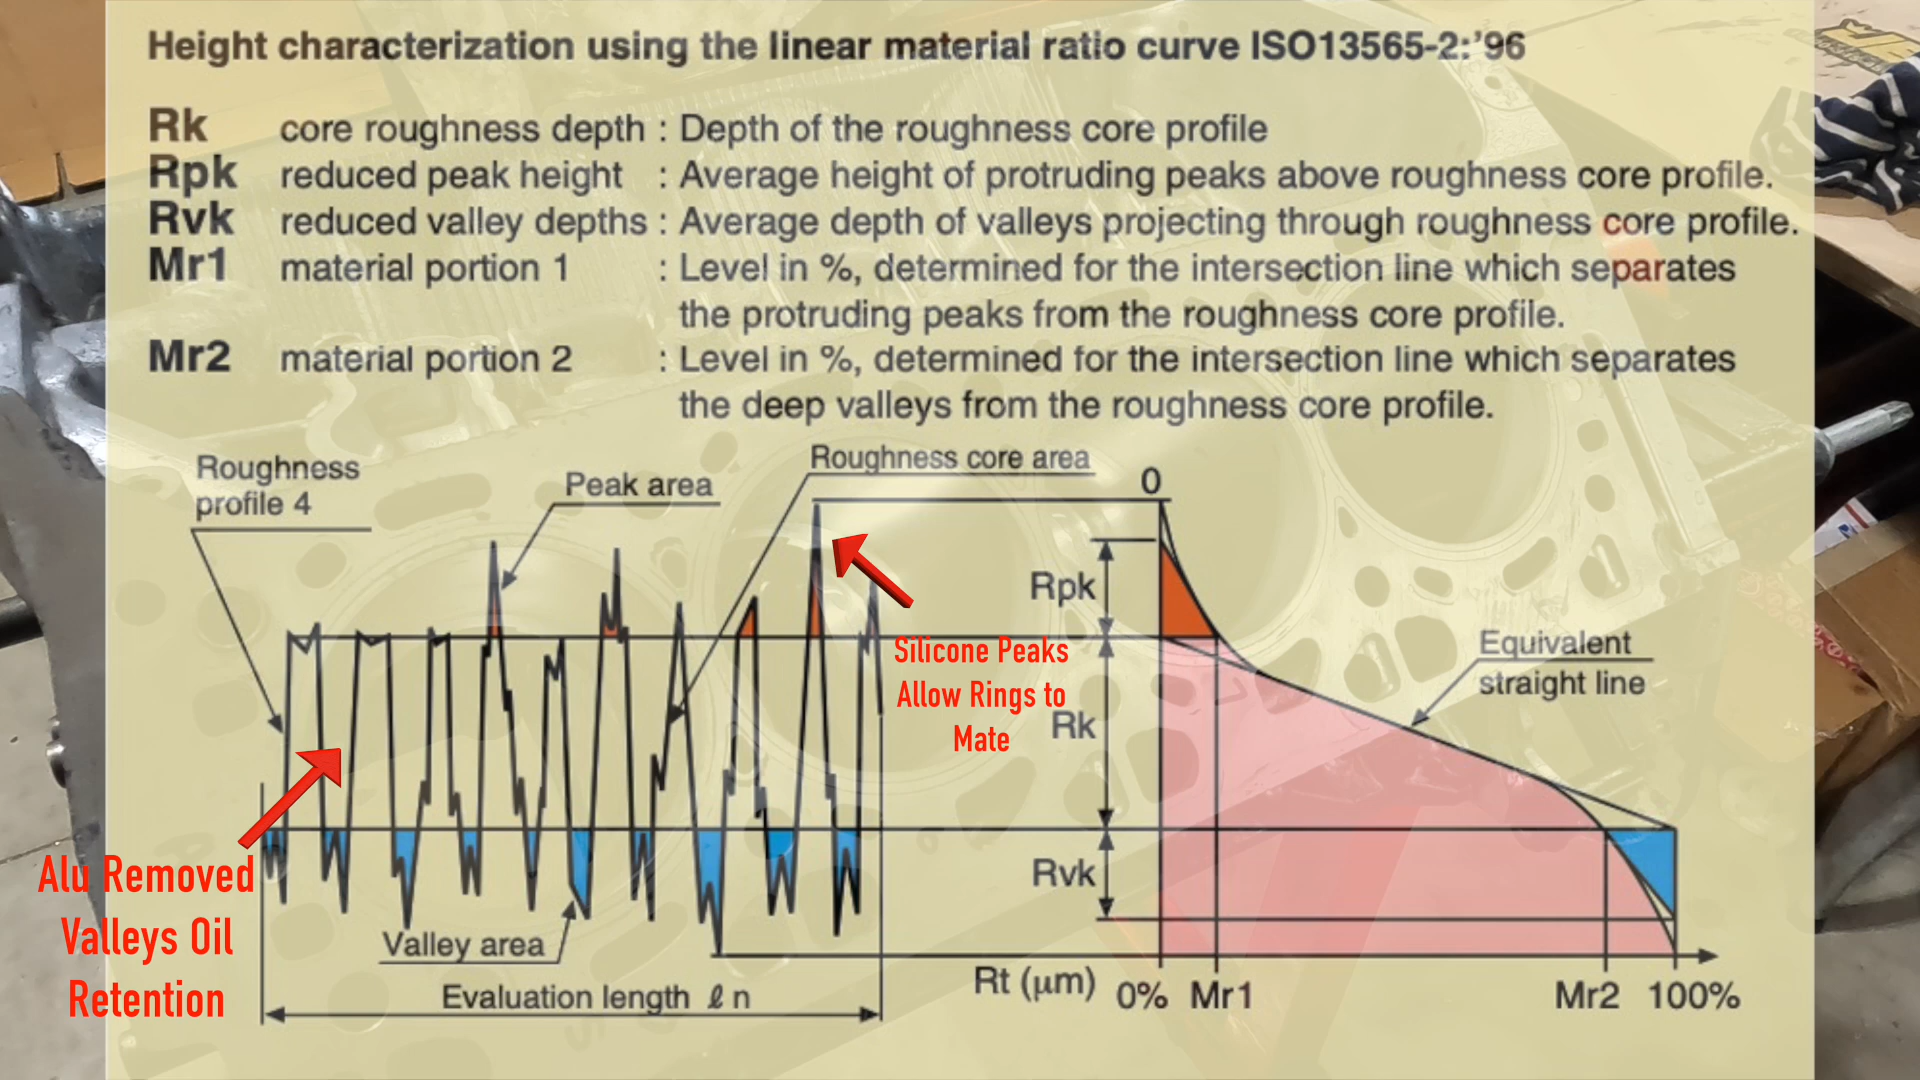 Height characterization using the linear material ratio curve ISO13565-2:'96
Rk core roughness depth : Depth of the roughness core profile
Rpk reduced peak height : Average height of protruding peaks above roughness core profile.
Rvk reduced valley depths : Average depth of valleys projecting through roughness core profile.
Mr1 material portion 1 : Level in %, determined for the intersection line which separates
the protruding peaks from the roughness core profile.
Mr2 material portion 2 : Level in %, determined for the intersection line which separates
the deep valleys from the roughness core profile.
Roughness
profile 4
Peak area
Roughness core area
0
Rpk
Silicone Peaks
Allow Rings to
Mate
Rk
Equivalent
straight line
Alu Removed
Valleys Oil
Retention
Rvk
Valley area
Evaluation length ℓn
Rt (μm)
0% Mr1 Mr2 100%